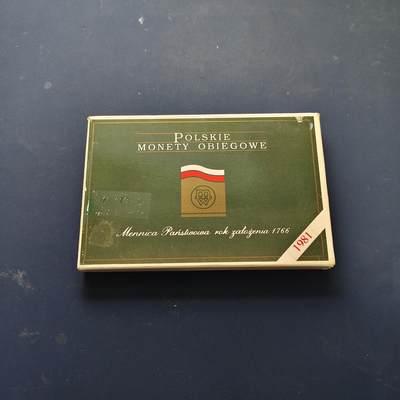 POLSKIE
MONETY OBIEGOWE
Mennica Państwowa rok założenia 1766
1981